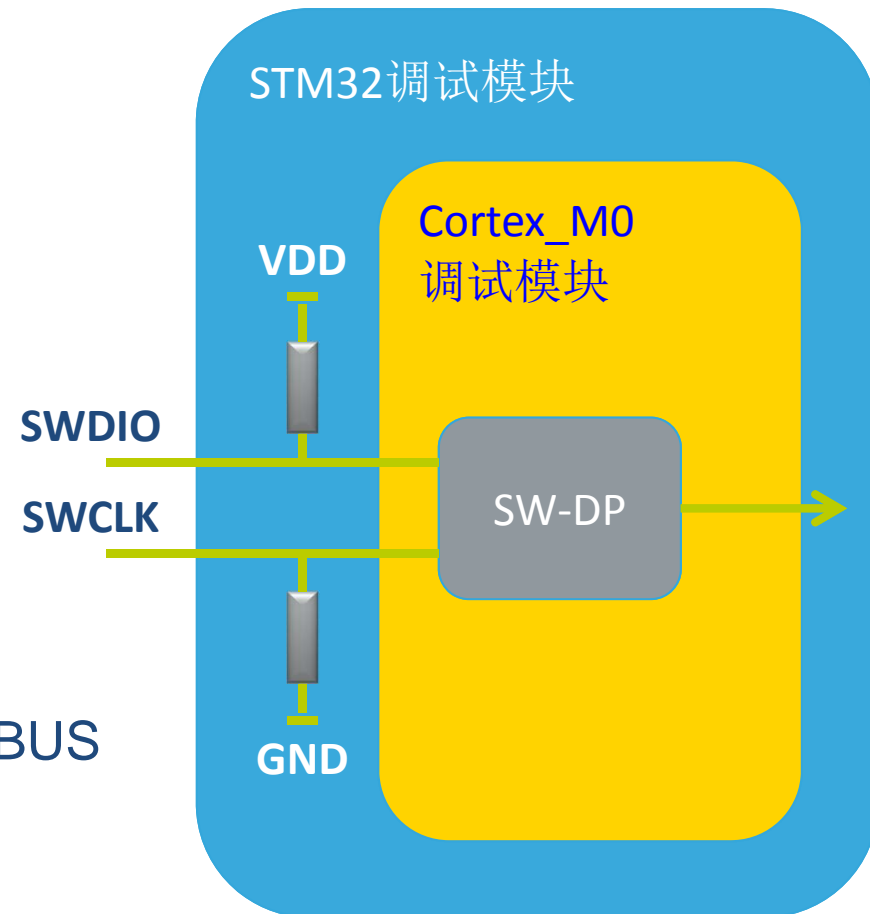 STM32调试模块
Cortex_M0
调试模块
VDD
SWDIO
SWCLK
SW-DP
BUS
GND